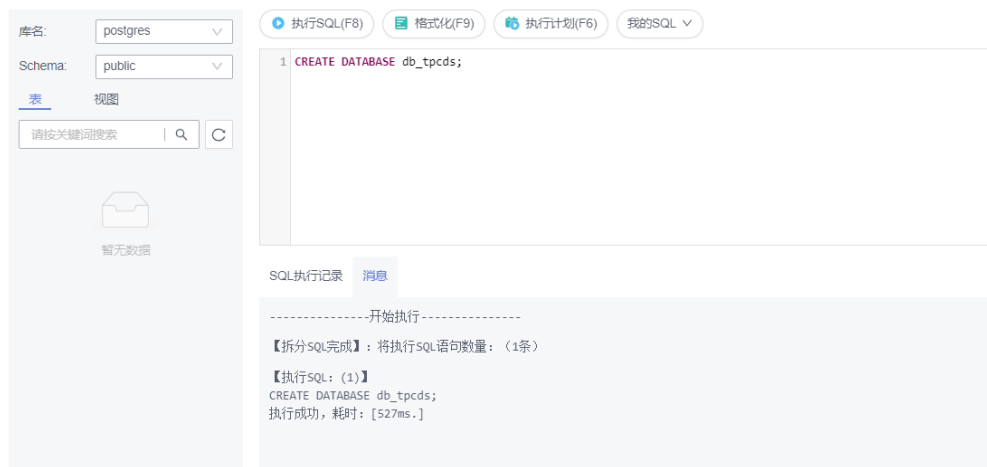 库名:
postgres
Schema:
public
表
视图
请按关键词搜索
暂无数据
执行SQL(F8)
格式化(F9)
执行计划(F6)
我的SQL
1 CREATE DATABASE db_tpcds;
SQL执行记录
消息
---------------开始执行---------------
【拆分SQL完成】：将执行SQL语句数量：（1条）
【执行SQL：(1)】
CREATE DATABASE db_tpcds;
执行成功，耗时：[527ms.]